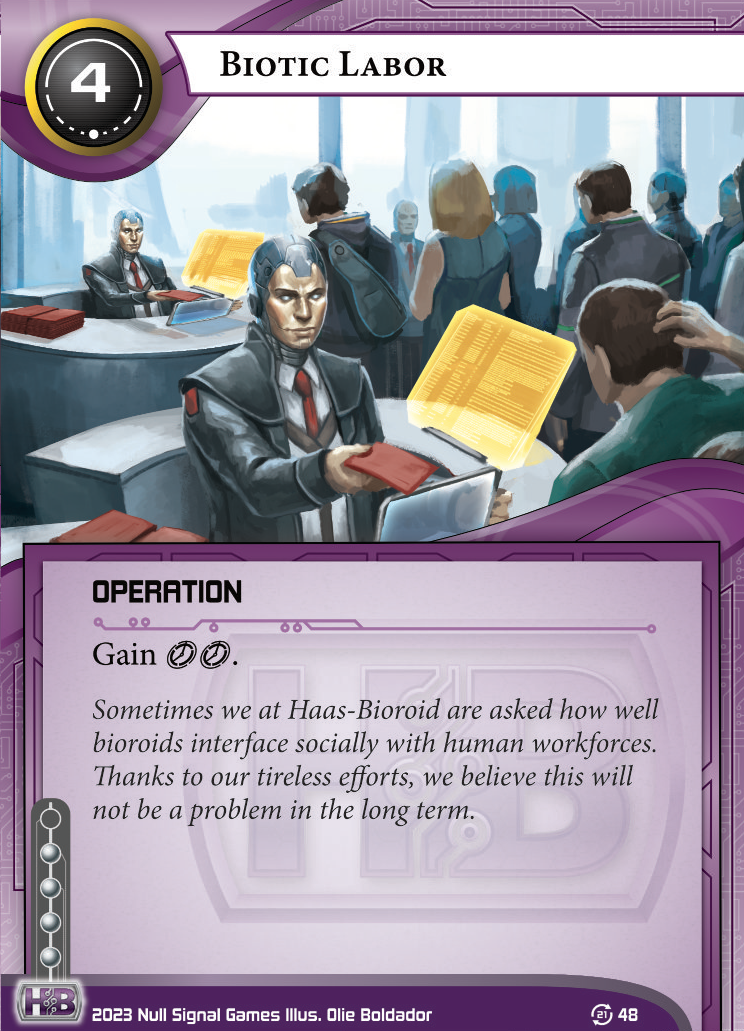 4
BIOTIC LABOR
OPERATION
Gain .
Sometimes we at Haas-Bioroid are asked how well
bioroids interface socially with human workforces.
Thanks to our tireless efforts, we believe this will
not be a problem in the long term.
HB
HB
2023 Null Signal Games Illus. Olie Boldador
21 48